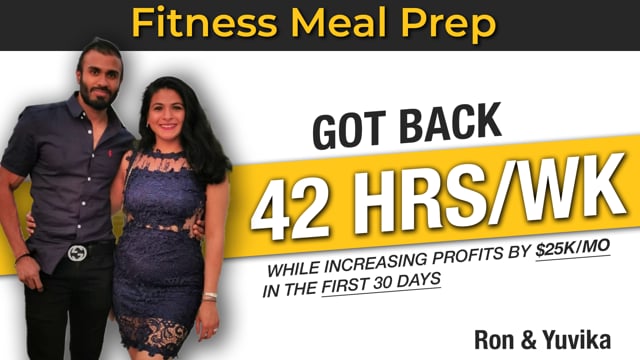 Fitness Meal Prep
GOT BACK
42 HRS/WK
WHILE INCREASING PROFITS BY $25K/MO
IN THE FIRST 30 DAYS
Ron & Yuvika